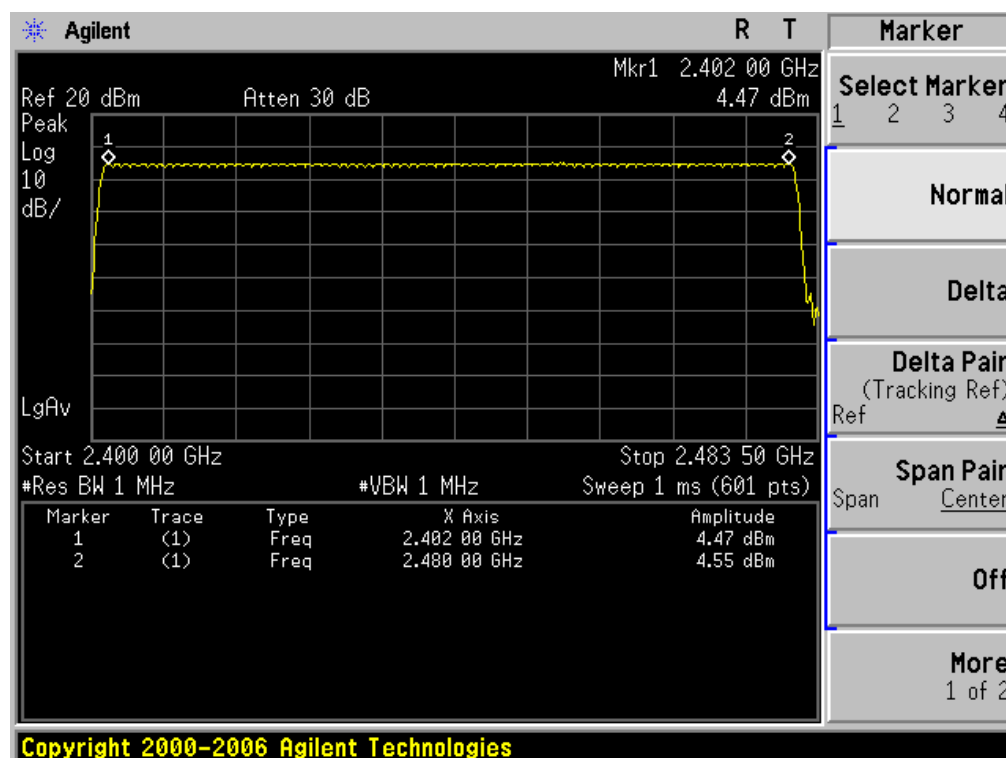 Agilent R T
Marker
Mkr1 2.402 00 GHz
Ref 20 dBm Atten 30 dB 4.47 dBm
Peak
Log
10
dB/
1 2
LgAv
Start 2.400 00 GHz Stop 2.483 50 GHz
#Res BW 1 MHz #VBW 1 MHz Sweep 1 ms (601 pts)
Marker Trace Type X Axis Amplitude
1 (1) Freq 2.402 00 GHz 4.47 dBm
2 (1) Freq 2.480 00 GHz 4.55 dBm
Select Marker
1 2 3 4
Normal
Delta
Delta Pair
(Tracking Ref)
Ref Δ
Span Pair
Span Center
Off
More
1 of 2
Copyright 2000-2006 Agilent Technologies